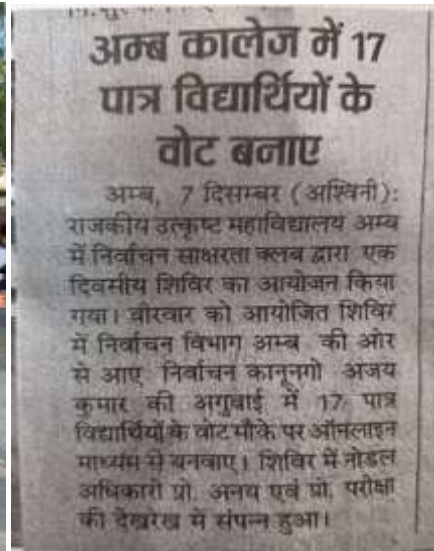 अम्ब कालेज में 17
पात्र विद्यार्थियों के
वोट बनाए
अम्ब, 7 दिसम्बर (अश्विनी):
राजकीय उत्कृष्ट महाविद्यालय अम्ब
में निर्वाचन साक्षरता क्लब द्वारा एक
दिवसीय शिविर का आयोजन किया
गया। वीरवार को आयोजित शिविर
में निर्वाचन विभाग अम्ब की ओर
से आए निर्वाचन कानूनगो अजय
कुमार की अगुवाई में 17 पात्र
विद्यार्थियों के वोट मौके पर ऑनलाइन
माध्यम से बनवाए। शिविर में नोडल
अधिकारी प्रो. अनय एवं प्रो. परीक्षा
की देखरेख में संपन्न हुआ।